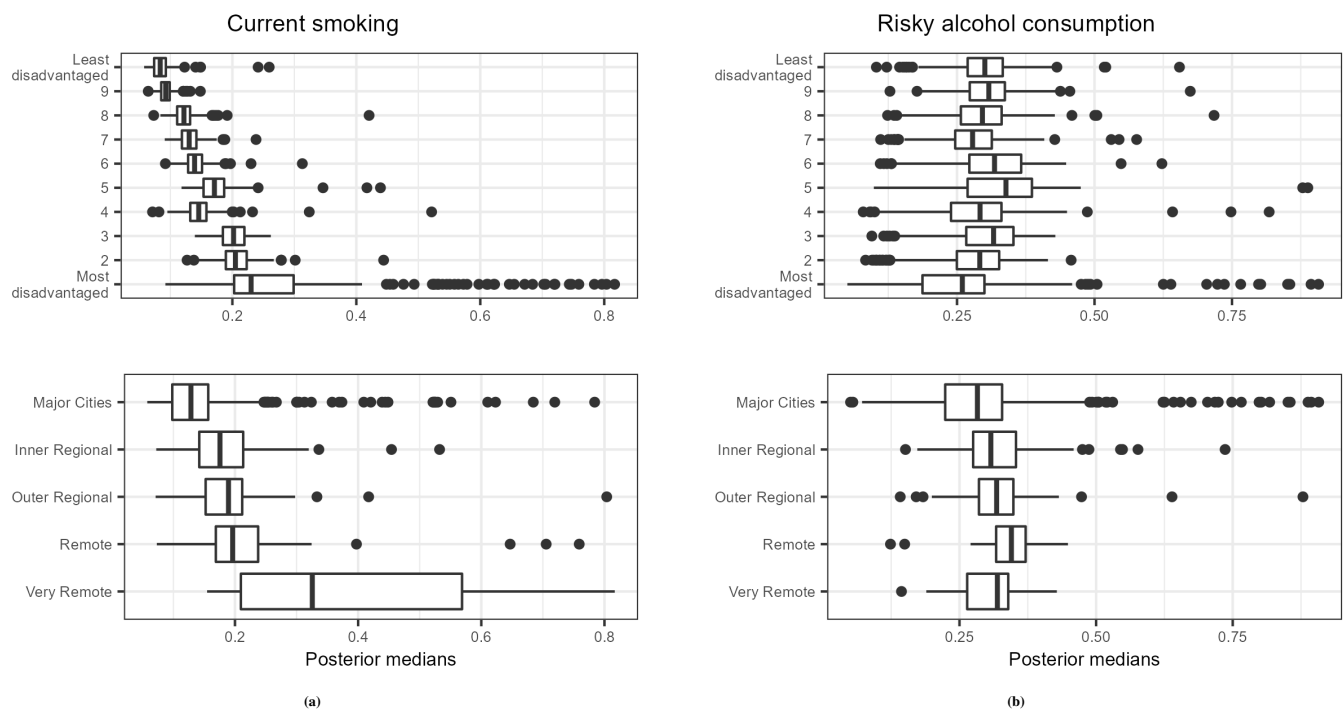 Current smoking
Least
disadvantaged
9
8
7
6
5
4
3
2
Most
disadvantaged
0.2 0.4 0.6 0.8
Major Cities
Inner Regional
Outer Regional
Remote
Very Remote
0.2 0.4 0.6 0.8
Posterior medians
(a)
Risky alcohol consumption
Least
disadvantaged
9
8
7
6
5
4
3
2
Most
disadvantaged
0.25 0.50 0.75
Major Cities
Inner Regional
Outer Regional
Remote
Very Remote
0.25 0.50 0.75
Posterior medians
(b)